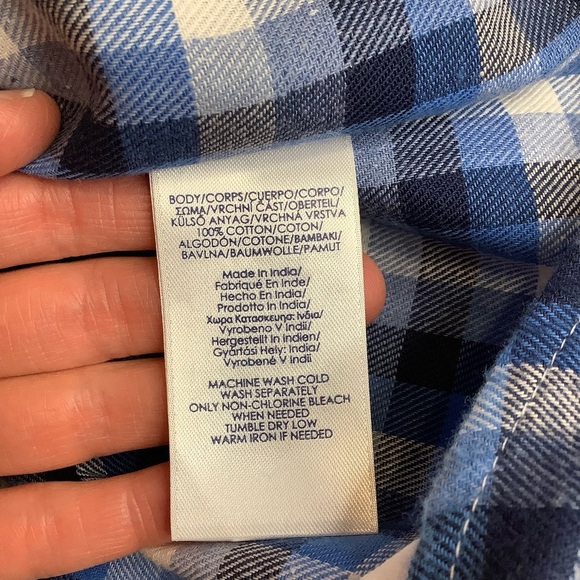 BODY/CORPS/CUERPO/CORPO/
ΣΩΜΑ/VRCHNÍ ČÁST/OBERTEIL/
KÜLSŐ ANYAG/VRCHNÁ VRSTVA
100% COTTON/COTON/
ALGODÓN/COTONE/BAMBAKI/
BAVLNA/BAUMWOLLE/PAMUT
Made In India/
Fabriqué En Inde/
Hecho En India/
Prodotto In India/
Χωρα Κατασκευησ: Ινδια/
Vyrobeno V Indii/
Hergestellt In indien/
Gyártási Hely: India/
Vyrobené V Indii
MACHINE WASH COLD
WASH SEPARATELY
ONLY NON-CHLORINE BLEACH
WHEN NEEDED
TUMBLE DRY LOW
WARM IRON IF NEEDED